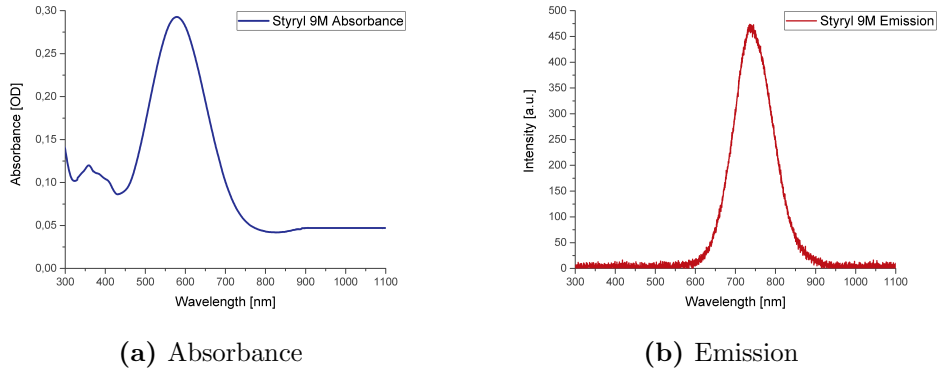 Styryl 9M Absorbance
0,30
0,25
0,20
0,15
0,10
0,05
0,00
Absorbance [OD]
300 400 500 600 700 800 900 1000 1100
Wavelength [nm]
(a) Absorbance
Styryl 9M Emission
500
450
400
350
300
250
200
150
100
50
0
Intensity [a.u.]
300 400 500 600 700 800 900 1000 1100
Wavelength [nm]
(b) Emission